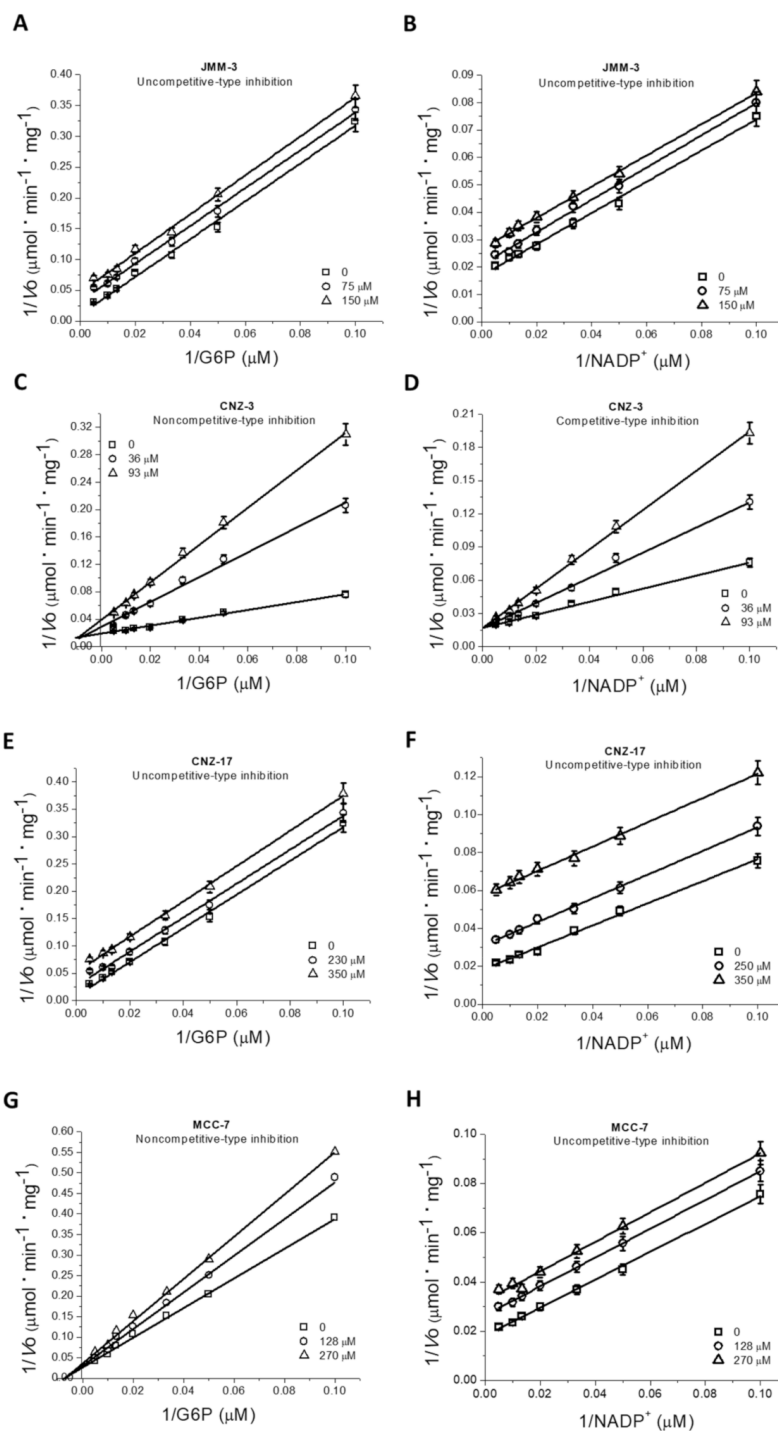 A
JMM-3
Uncompetitive-type inhibition
1/Vo (μmol • min⁻¹ • mg⁻¹)
0.40
0.35
0.30
0.25
0.20
0.15
0.10
0.05
0.00
0
75 μM
150 μM
0.00 0.02 0.04 0.06 0.08 0.10
1/G6P (μM)
B
JMM-3
Uncompetitive-type inhibition
1/Vo (μmol • min⁻¹ • mg⁻¹)
0.09
0.08
0.07
0.06
0.05
0.04
0.03
0.02
0.01
0.00
0
75 μM
150 μM
0.00 0.02 0.04 0.06 0.08 0.10
1/NADP⁺ (μM)
C
CNZ-3
Noncompetitive-type inhibition
1/Vo (μmol • min⁻¹ • mg⁻¹)
0.32
0.28
0.24
0.20
0.16
0.12
0.08
0.04
0.00
0
36 μM
93 μM
0.00 0.02 0.04 0.06 0.08 0.10
1/G6P (μM)
D
CNZ-3
Competitive-type inhibition
1/Vo (μmol • min⁻¹ • mg⁻¹)
0.21
0.18
0.15
0.12
0.09
0.06
0.03
0.00
0
36 μM
93 μM
0.00 0.02 0.04 0.06 0.08 0.10
1/NADP⁺ (μM)
E
CNZ-17
Uncompetitive-type inhibition
1/Vo (μmol • min⁻¹ • mg⁻¹)
0.40
0.35
0.30
0.25
0.20
0.15
0.10
0.05
0.00
0
230 μM
350 μM
0.00 0.02 0.04 0.06 0.08 0.10
1/G6P (μM)
F
CNZ-17
Uncompetitive-type inhibition
1/Vo (μmol • min⁻¹ • mg⁻¹)
0.12
0.10
0.08
0.06
0.04
0.02
0.00
0
250 μM
350 μM
0.00 0.02 0.04 0.06 0.08 0.10
1/NADP⁺ (μM)
G
MCC-7
Noncompetitive-type inhibition
1/Vo (μmol • min⁻¹ • mg⁻¹)
0.60
0.55
0.50
0.45
0.40
0.35
0.30
0.25
0.20
0.15
0.10
0.05
0.00
0
128 μM
270 μM
0.00 0.02 0.04 0.06 0.08 0.10
1/G6P (μM)
H
MCC-7
Uncompetitive-type inhibition
1/Vo (μmol • min⁻¹ • mg⁻¹)
0.10
0.08
0.06
0.04
0.02
0.00
0
128 μM
270 μM
0.00 0.02 0.04 0.06 0.08 0.10
1/NADP⁺ (μM)